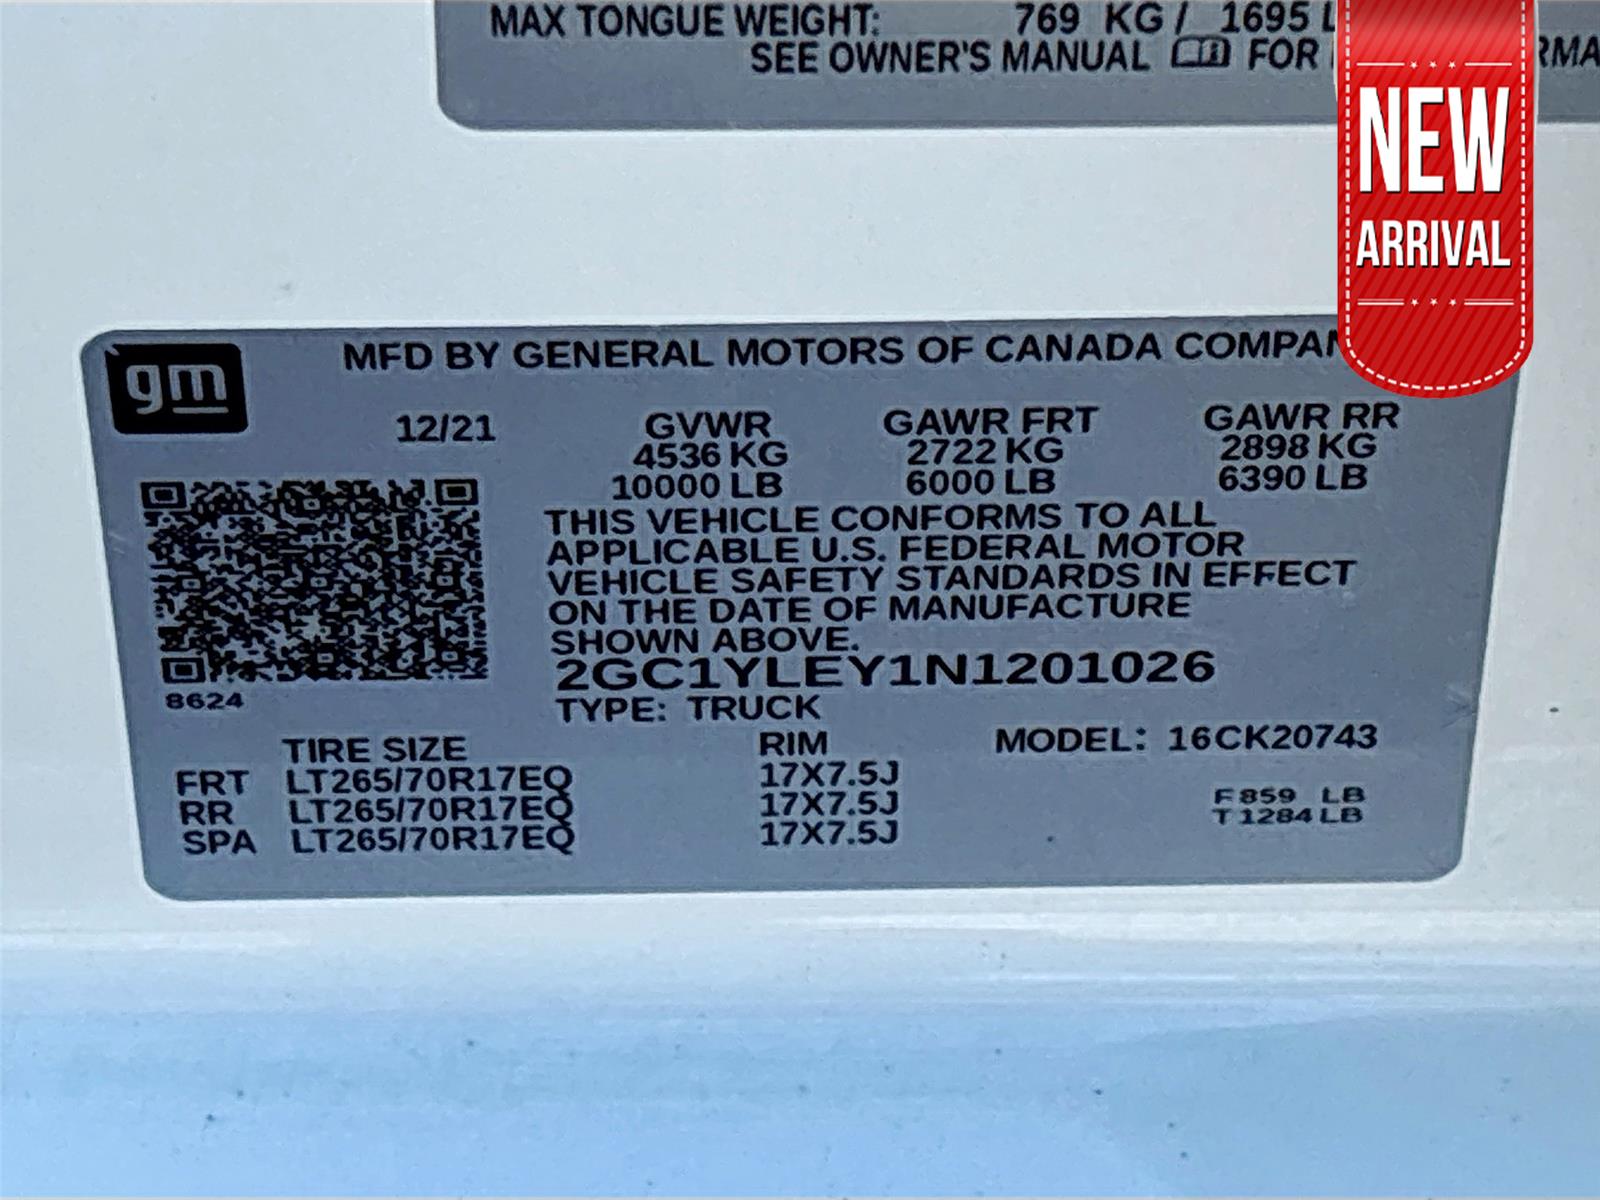 MAX TONGUE WEIGHT: 769 KG / 1695 L
SEE OWNER'S MANUAL FOR
NEW
ARRIVAL
gm
MFD BY GENERAL MOTORS OF CANADA COMPAN
12/21 GVWR GAWR FRT GAWR RR
4536 KG 2722 KG 2898 KG
10000 LB 6000 LB 6390 LB
THIS VEHICLE CONFORMS TO ALL
APPLICABLE U.S. FEDERAL MOTOR
VEHICLE SAFETY STANDARDS IN EFFECT
ON THE DATE OF MANUFACTURE
SHOWN ABOVE.
2GC1YLEY1N1201026
8624
TYPE: TRUCK
TIRE SIZE RIM MODEL: 16CK20743
FRT LT265/70R17EQ 17X7.5J
RR LT265/70R17EQ 17X7.5J
SPA LT265/70R17EQ 17X7.5J
F 859 LB
T 1284 LB